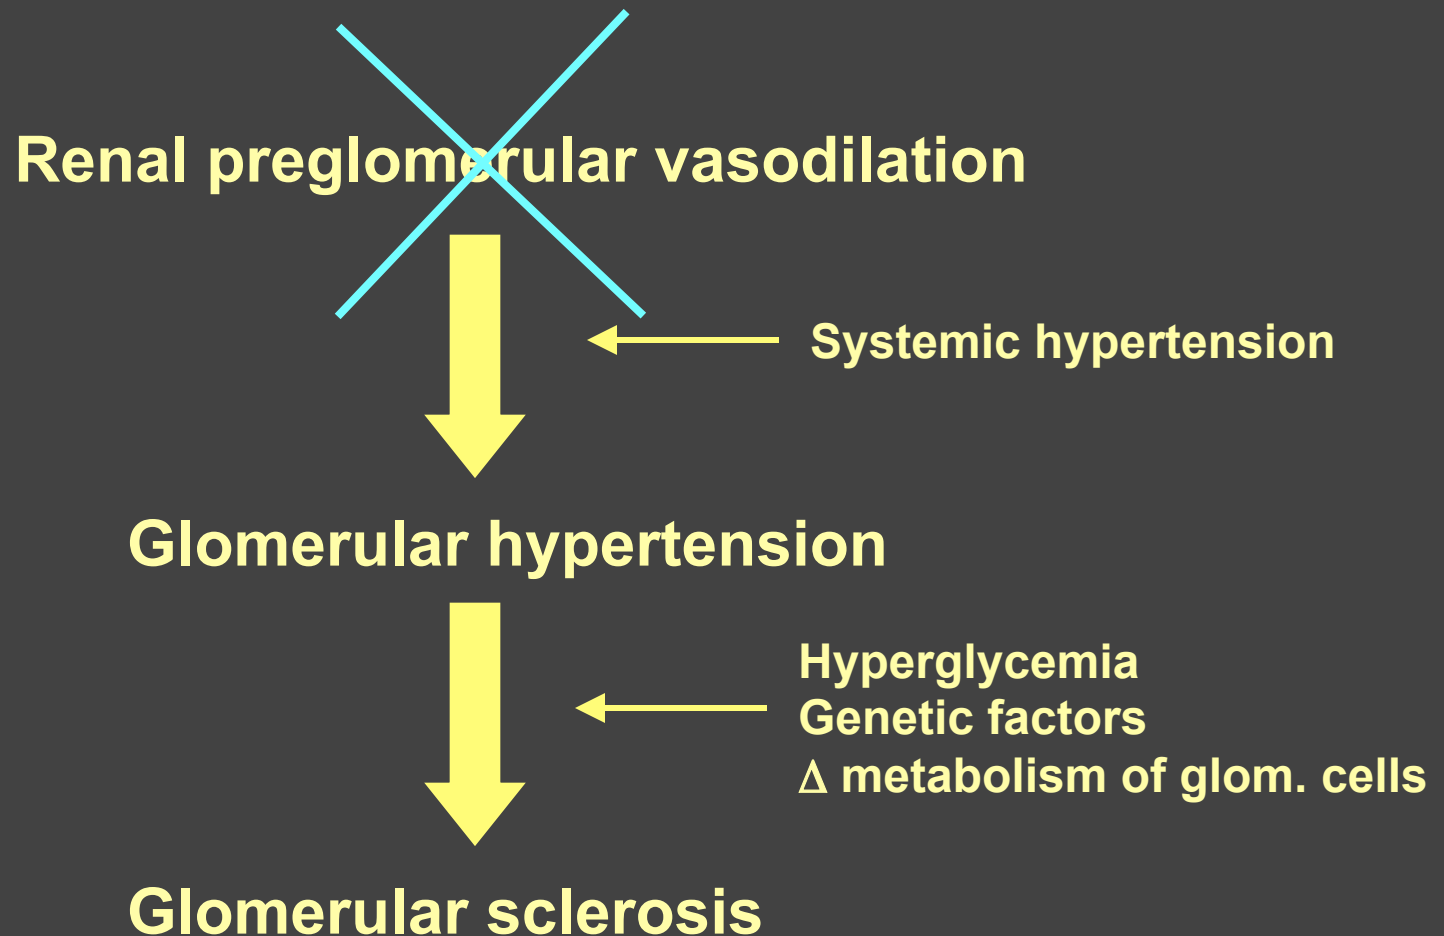 Renal preglomerular vasodilation
Systemic hypertension
Glomerular hypertension
Hyperglycemia
Genetic factors
Δ metabolism of glom. cells
Glomerular sclerosis